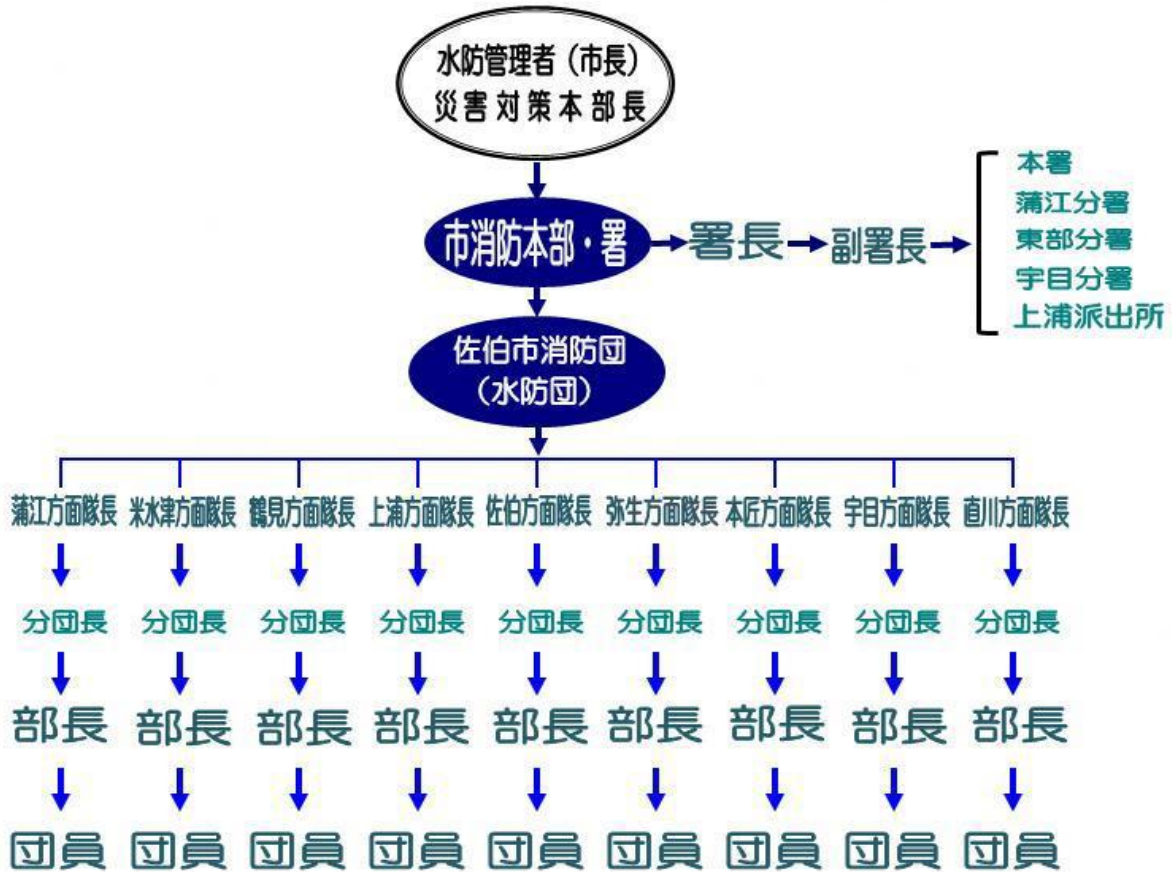 水防管理者（市長）
災害対策本部長
市消防本部・署
署長
副署長
本署
蒲江分署
東部分署
宇目分署
上浦派出所
佐伯市消防団
（水防団）
蒲江方面隊長 米水津方面隊長 鶴見方面隊長 上浦方面隊長 佐伯方面隊長 弥生方面隊長 本匠方面隊長 宇目方面隊長 直川方面隊長
分団長 分団長 分団長 分団長 分団長 分団長 分団長 分団長 分団長
部長 部長 部長 部長 部長 部長 部長 部長 部長
団員 団員 団員 団員 団員 団員 団員 団員 団員